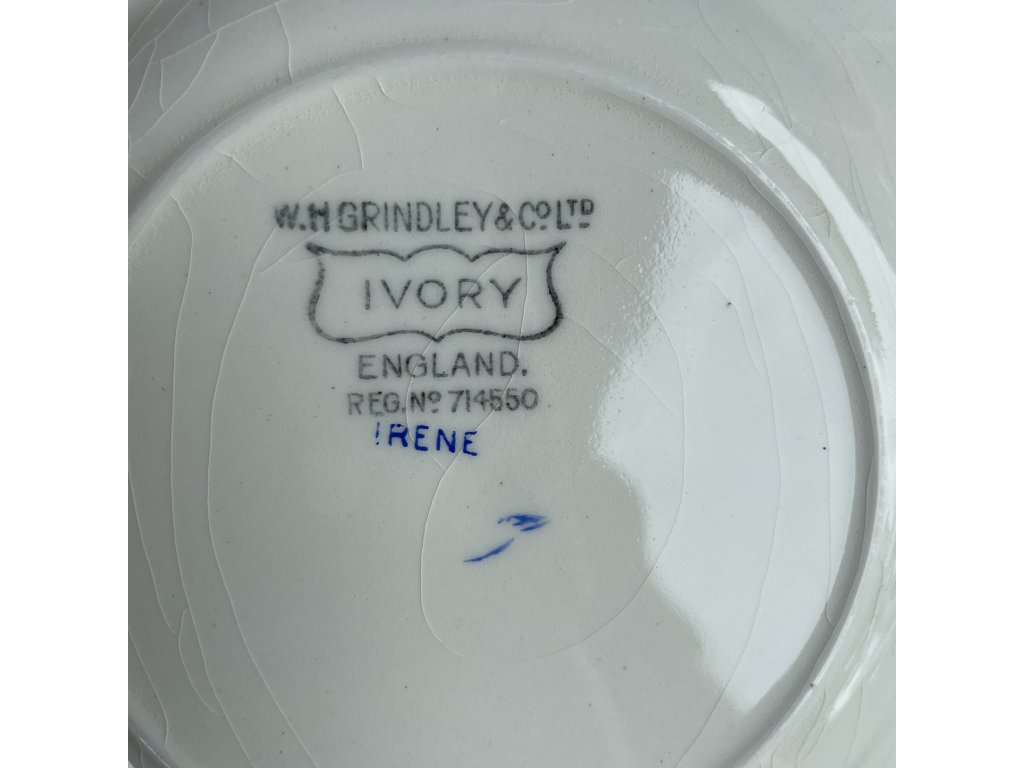 W.H GRINDLEY & Cº LTD
IVORY
ENGLAND.
REG. Nº 714550
IRENE